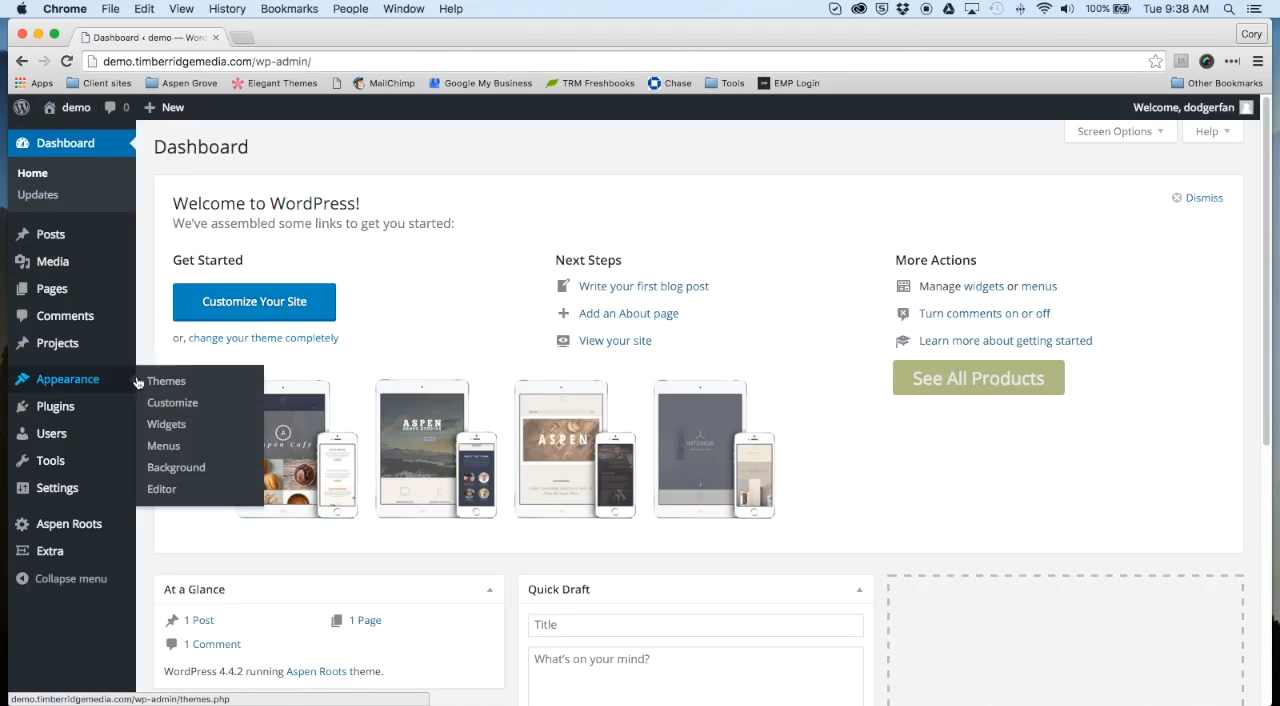 Chrome File Edit View History Bookmarks People Window Help 100% Tue 9:38 AM
Dashboard ‹ demo — Wor
Cory
demo.timberridgemedia.com/wp-admin/
Apps Client sites Aspen Grove Elegant Themes MailChimp Google My Business TRM Freshbooks Chase Tools EMP Login Other Bookmarks
demo 0 New Welcome, dodgerfan
Dashboard
Home
Updates
Posts
Media
Pages
Comments
Projects
Appearance
Plugins
Users
Tools
Settings
Aspen Roots
Extra
Collapse menu
Themes
Customize
Widgets
Menus
Background
Editor
Screen Options Help
Dashboard
Dismiss
Welcome to WordPress!
We've assembled some links to get you started:
Get Started
Customize Your Site
or, change your theme completely
Next Steps
Write your first blog post
Add an About page
View your site
More Actions
Manage widgets or menus
Turn comments on or off
Learn more about getting started
See All Products
A
pen Café
ASPEN
ASPEN
INTERIOR
At a Glance
1 Post 1 Page
1 Comment
WordPress 4.4.2 running Aspen Roots theme.
Quick Draft
Title
What's on your mind?
demo.timberridgemedia.com/wp-admin/themes.php